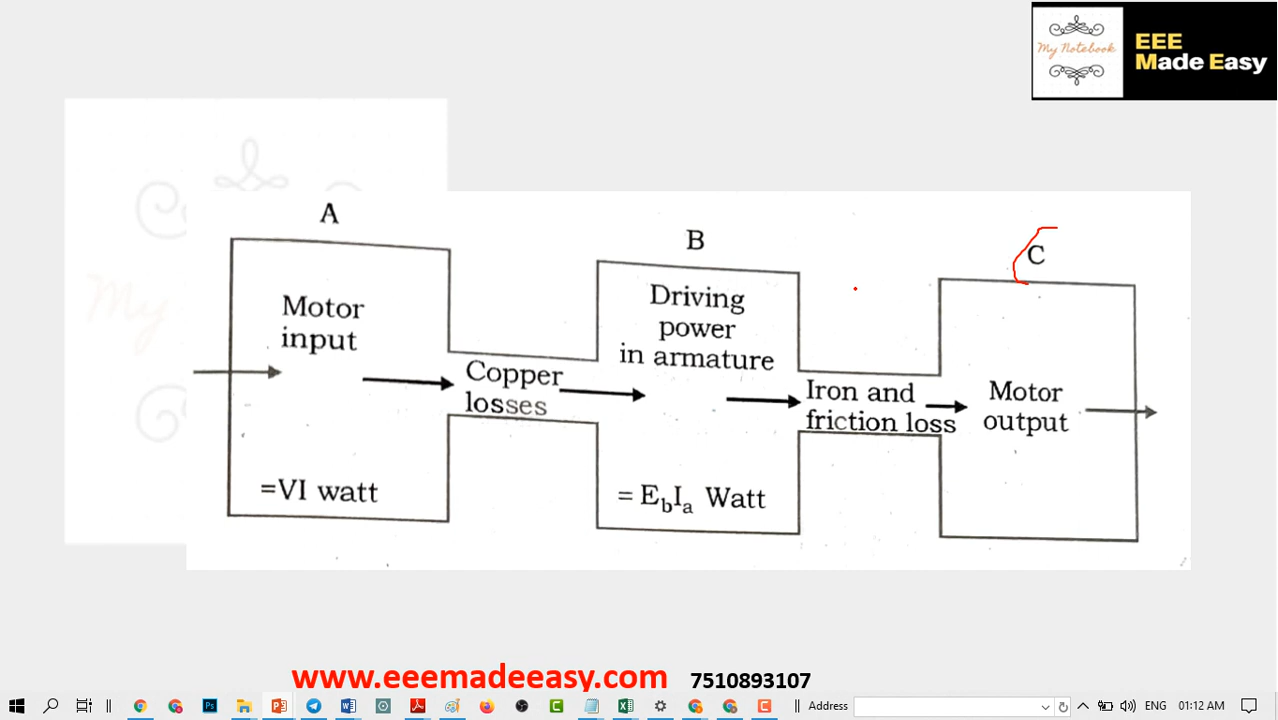 My Notebook
EEE
Made Easy
A
B
C
Motor
input
Driving
power
in armature
Copper
losses
Iron and
friction loss
Motor
output
=VI watt
= EbIa Watt
My
www.eeemadeeasy.com 7510893107
Address
ENG 01:12 AM